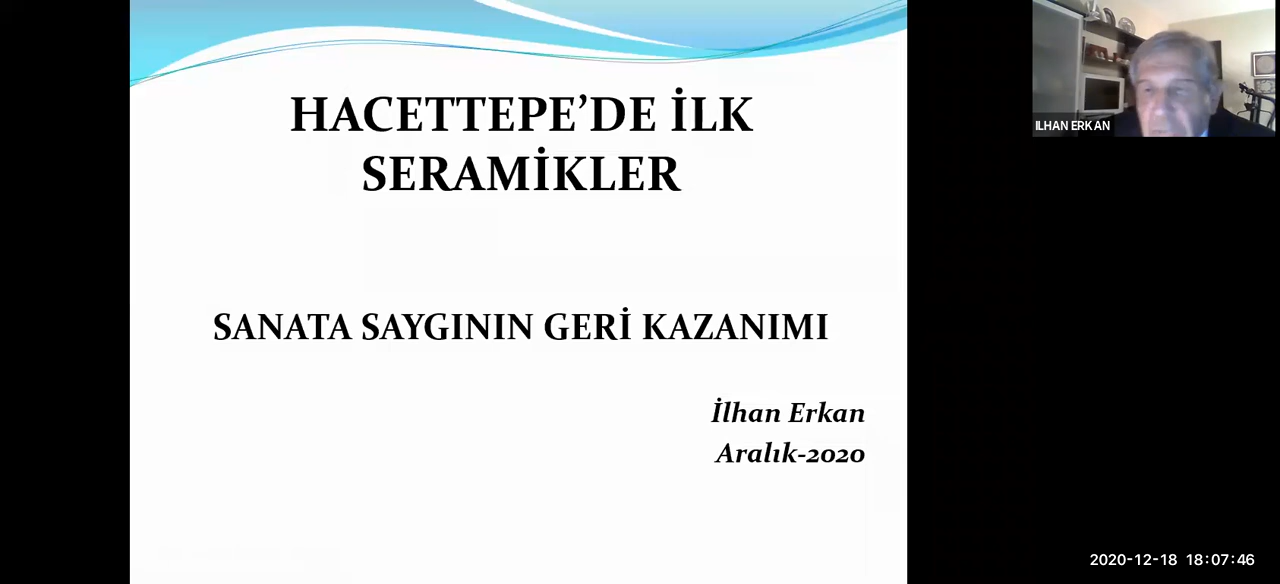 HACETTEPE’DE İLK
SERAMİKLER
SANATA SAYGININ GERİ KAZANIMI
İlhan Erkan
Aralık-2020
ILHAN ERKAN
2020-12-18 18:07:46